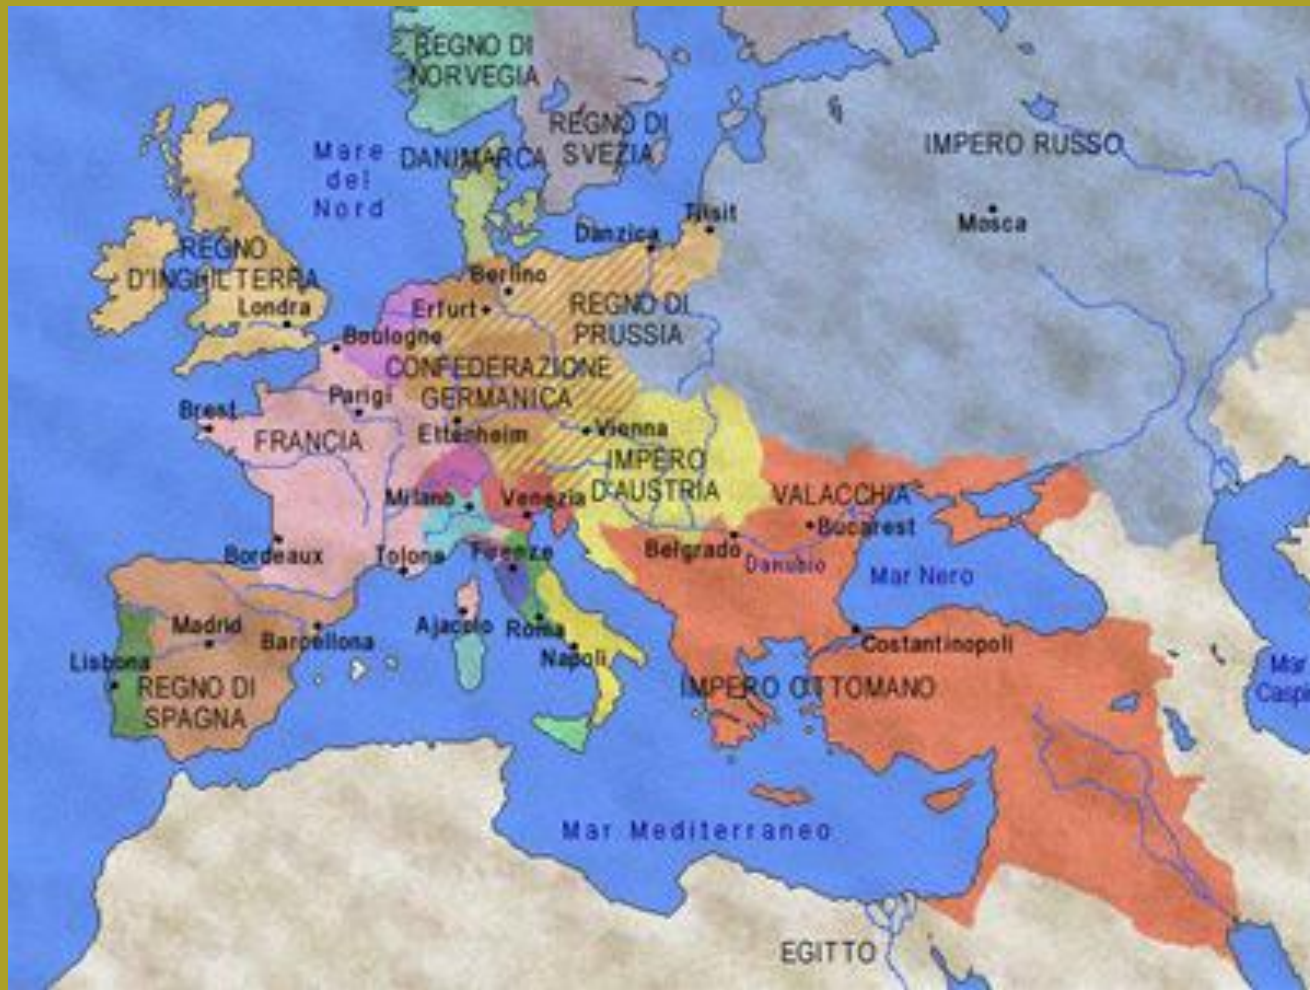 REGNO DI
NORVEGIA
REGNO DI
SVEZIA
DANIMARCA
Mare
del
Nord
IMPERO RUSSO
Mosca
Tilsit
Danzica
REGNO
D'INGHILTERRA
Londra
Berlino
Erfurt
REGNO DI
PRUSSIA
Boulogne
CONFEDERAZIONE
GERMANICA
Parigi
Brest
FRANCIA
Ettenheim
Vienna
IMPERO
D'AUSTRIA
Milano
Venezia
VALACCHIA
Bucarest
Belgrado
Danubio
Mar Nero
Bordeaux
Tolone
Firenze
Ajaccio
Roma
Napoli
Madrid
Barcellona
Lisbona
REGNO DI
SPAGNA
Costantinopoli
IMPERO OTTOMANO
Mar
Casp
Mar Mediterraneo
EGITTO